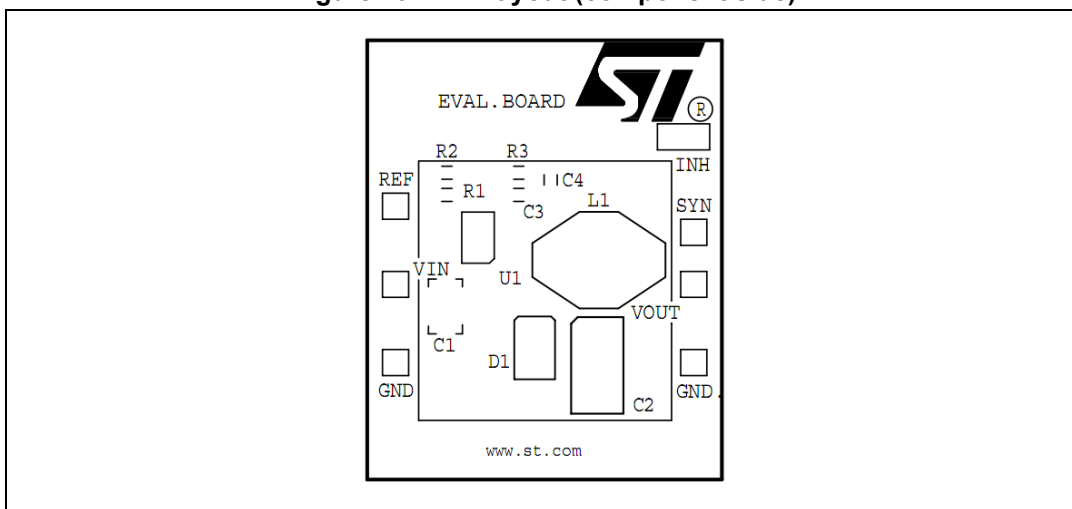 EVAL.BOARD
ST
R
INH
R2
R3
REF
R1
C4
C3
L1
SYN
VIN
U1
VOUT
C1
D1
GND
C2
GND.
www.st.com